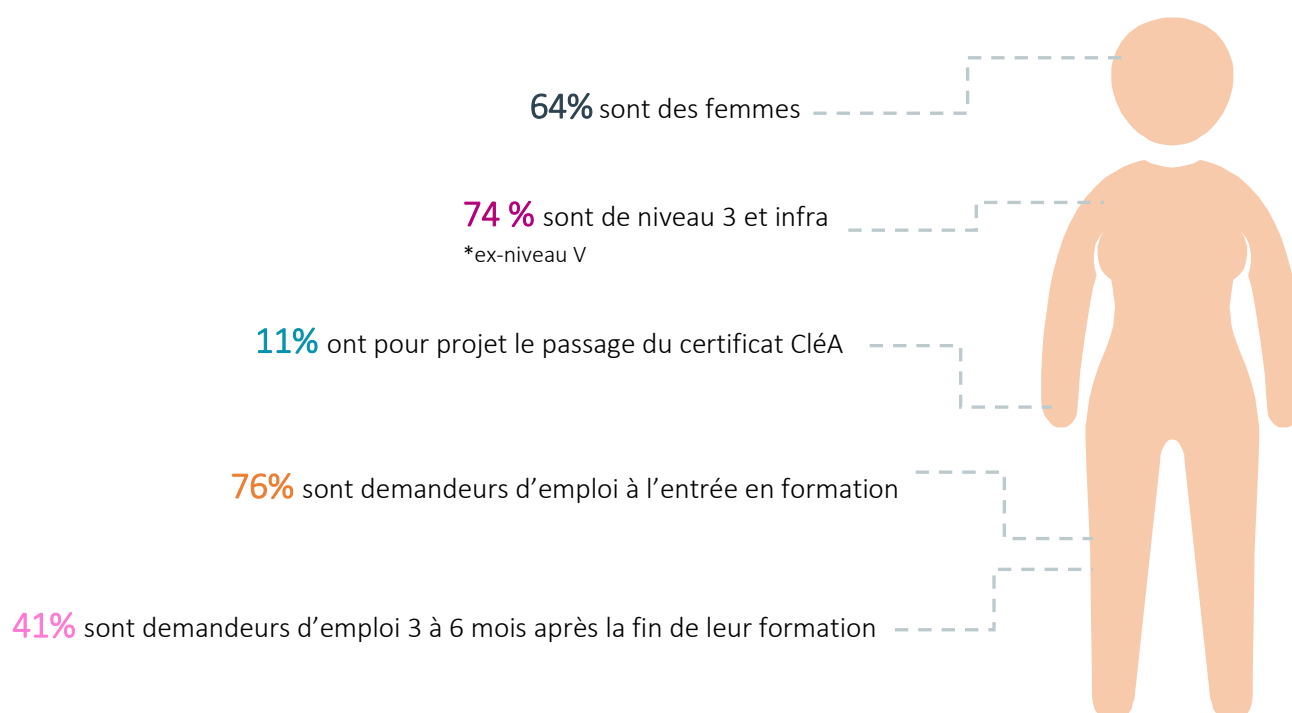 64% sont des femmes
74 % sont de niveau 3 et infra
*ex-niveau V
11% ont pour projet le passage du certificat CléA
76% sont demandeurs d’emploi à l’entrée en formation
41% sont demandeurs d’emploi 3 à 6 mois après la fin de leur formation